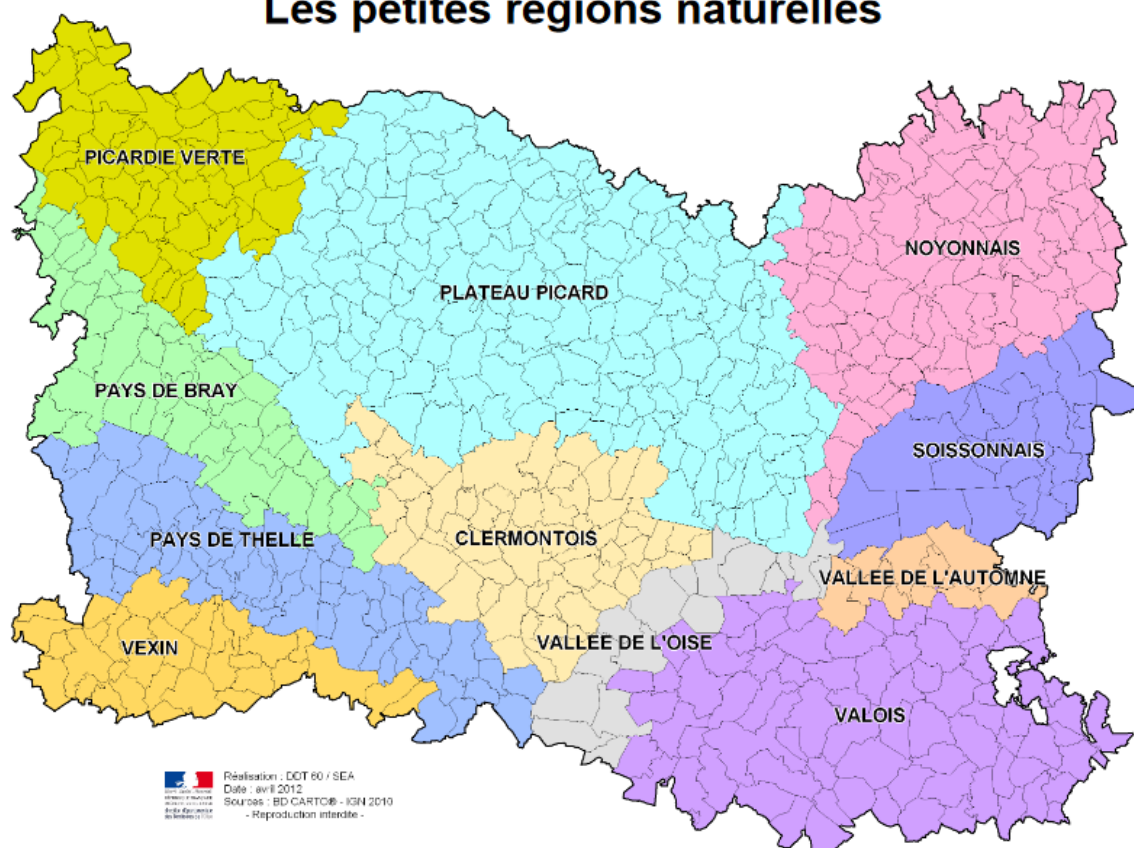 Les petites régions naturelles
PICARDIE VERTE
NOYONNAIS
PLATEAU PICARD
PAYS DE BRAY
SOISSONNAIS
PAYS DE THELLE
CLERMONTOIS
VALLEE DE L'AUTOMNE
VEXIN
VALLEE DE L'OISE
VALOIS
Réalisation : DDT 60 / SEA
Date : avril 2012
Sources : BD CARTO® - IGN 2010
- Reproduction interdite -